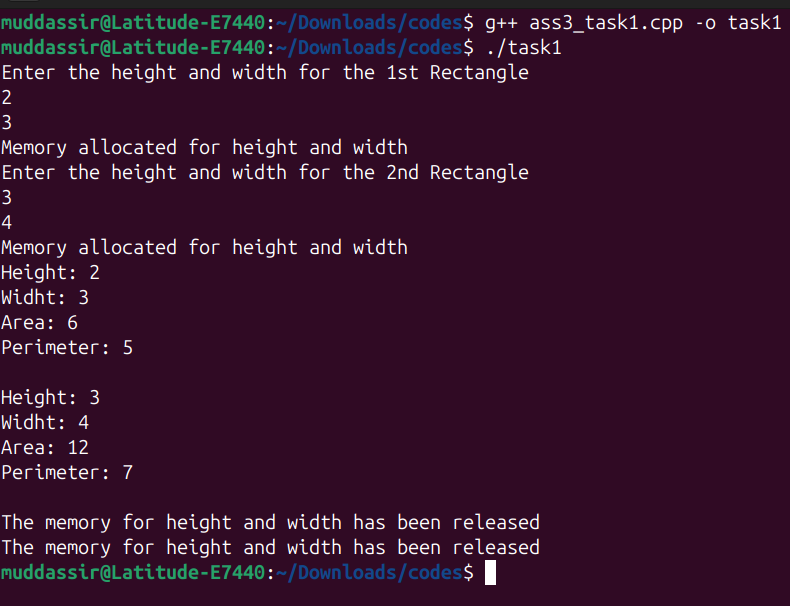 muddassir@Latitude-E7440:~/Downloads/codes$ g++ ass3_task1.cpp -o task1
muddassir@Latitude-E7440:~/Downloads/codes$ ./task1
Enter the height and width for the 1st Rectangle
2
3
Memory allocated for height and width
Enter the height and width for the 2nd Rectangle
3
4
Memory allocated for height and width
Height: 2
Widht: 3
Area: 6
Perimeter: 5

Height: 3
Widht: 4
Area: 12
Perimeter: 7

The memory for height and width has been released
The memory for height and width has been released
muddassir@Latitude-E7440:~/Downloads/codes$